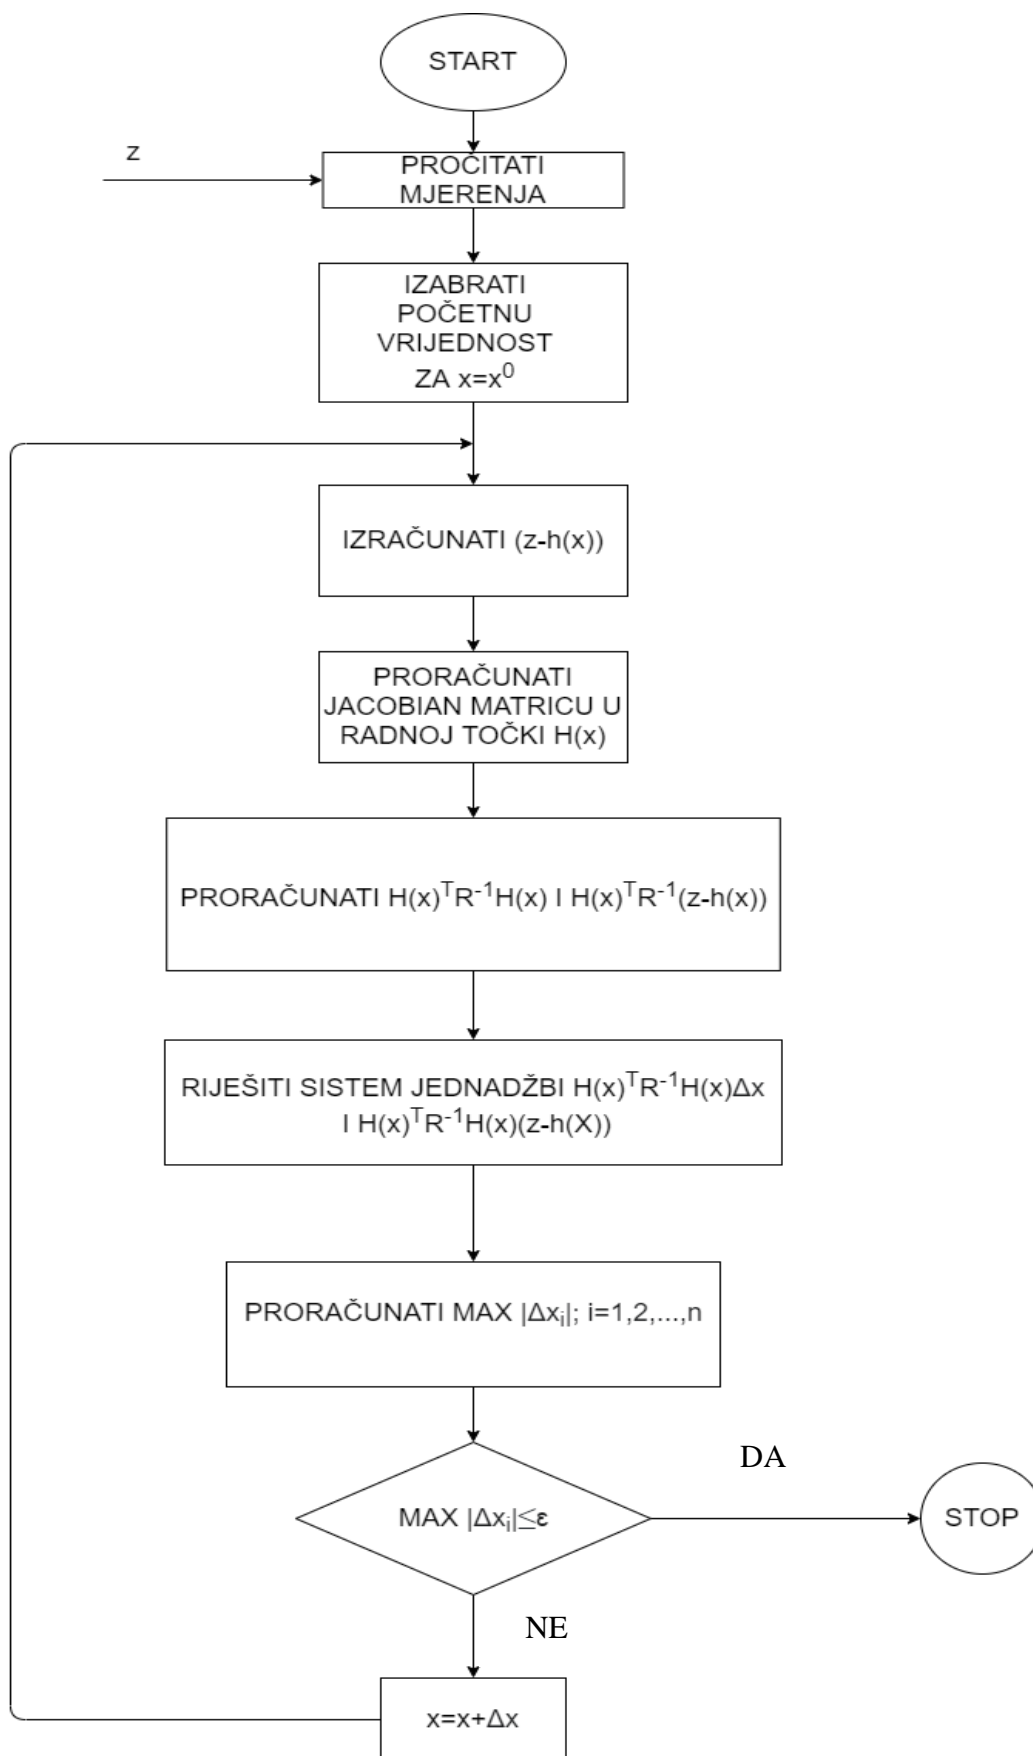 START
z
PROČITATI
MJERENJA
IZABRATI
POČETNU
VRIJEDNOST
ZA x=x⁰
IZRAČUNATI (z-h(x))
PRORAČUNATI
JACOBIAN MATRICU U
RADNOJ TOČKI H(x)
PRORAČUNATI H(x)ᵀR⁻¹H(x) I H(x)ᵀR⁻¹(z-h(x))
RIJEŠITI SISTEM JEDNADŽBI H(x)ᵀR⁻¹H(x)Δx
I H(x)ᵀR⁻¹H(x)(z-h(X))
PRORAČUNATI MAX |Δxᵢ|; i=1,2,...,n
DA
MAX |Δxᵢ|≤ε
STOP
NE
x=x+Δx